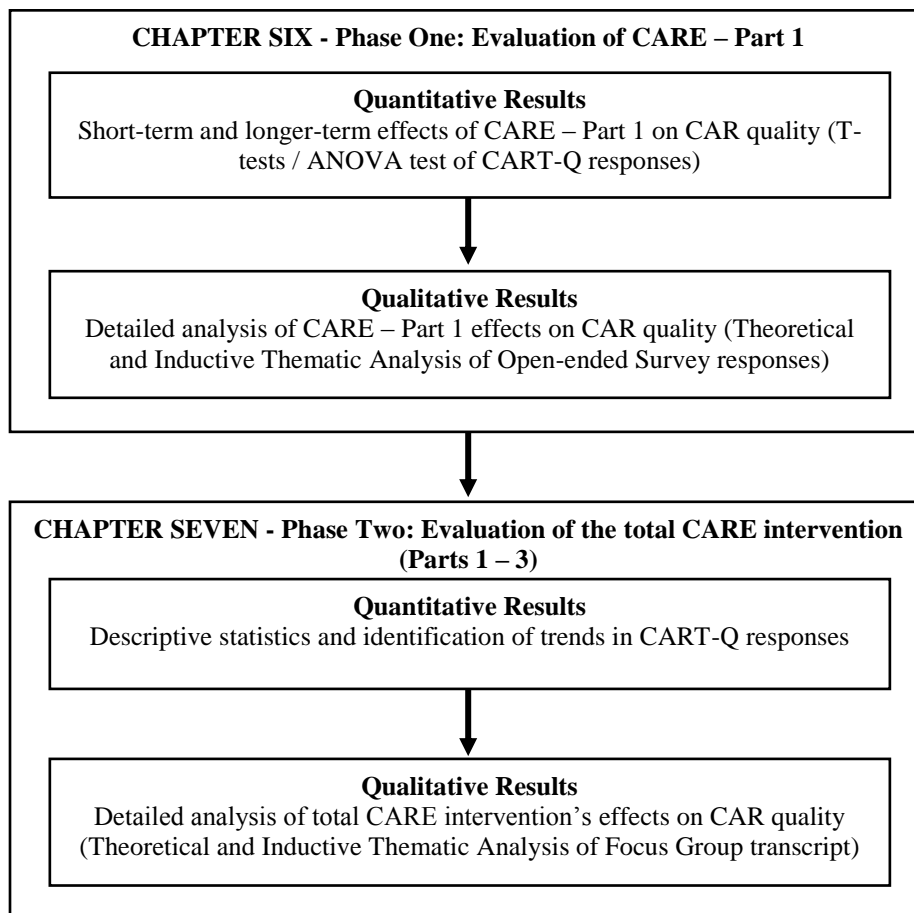 CHAPTER SIX - Phase One: Evaluation of CARE – Part 1
Quantitative Results
Short-term and longer-term effects of CARE – Part 1 on CAR quality (T-
tests / ANOVA test of CART-Q responses)
Qualitative Results
Detailed analysis of CARE – Part 1 effects on CAR quality (Theoretical
and Inductive Thematic Analysis of Open-ended Survey responses)
CHAPTER SEVEN - Phase Two: Evaluation of the total CARE intervention
(Parts 1 – 3)
Quantitative Results
Descriptive statistics and identification of trends in CART-Q responses
Qualitative Results
Detailed analysis of total CARE intervention’s effects on CAR quality
(Theoretical and Inductive Thematic Analysis of Focus Group transcript)